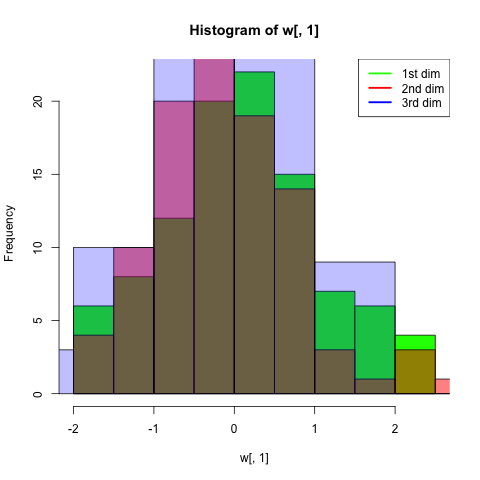 Histogram of w[, 1]
1st dim
2nd dim
3rd dim
Frequency
20
15
10
5
0
-2 -1 0 1 2
w[, 1]